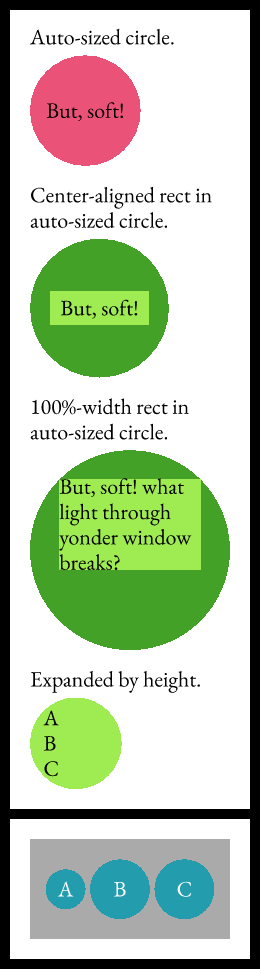 Auto-sized circle.
But, soft!
Center-aligned rect in
auto-sized circle.
But, soft!
100%-width rect in
auto-sized circle.
But, soft! what
light through
yonder window
breaks?
Expanded by height.
A
B
C
A B C